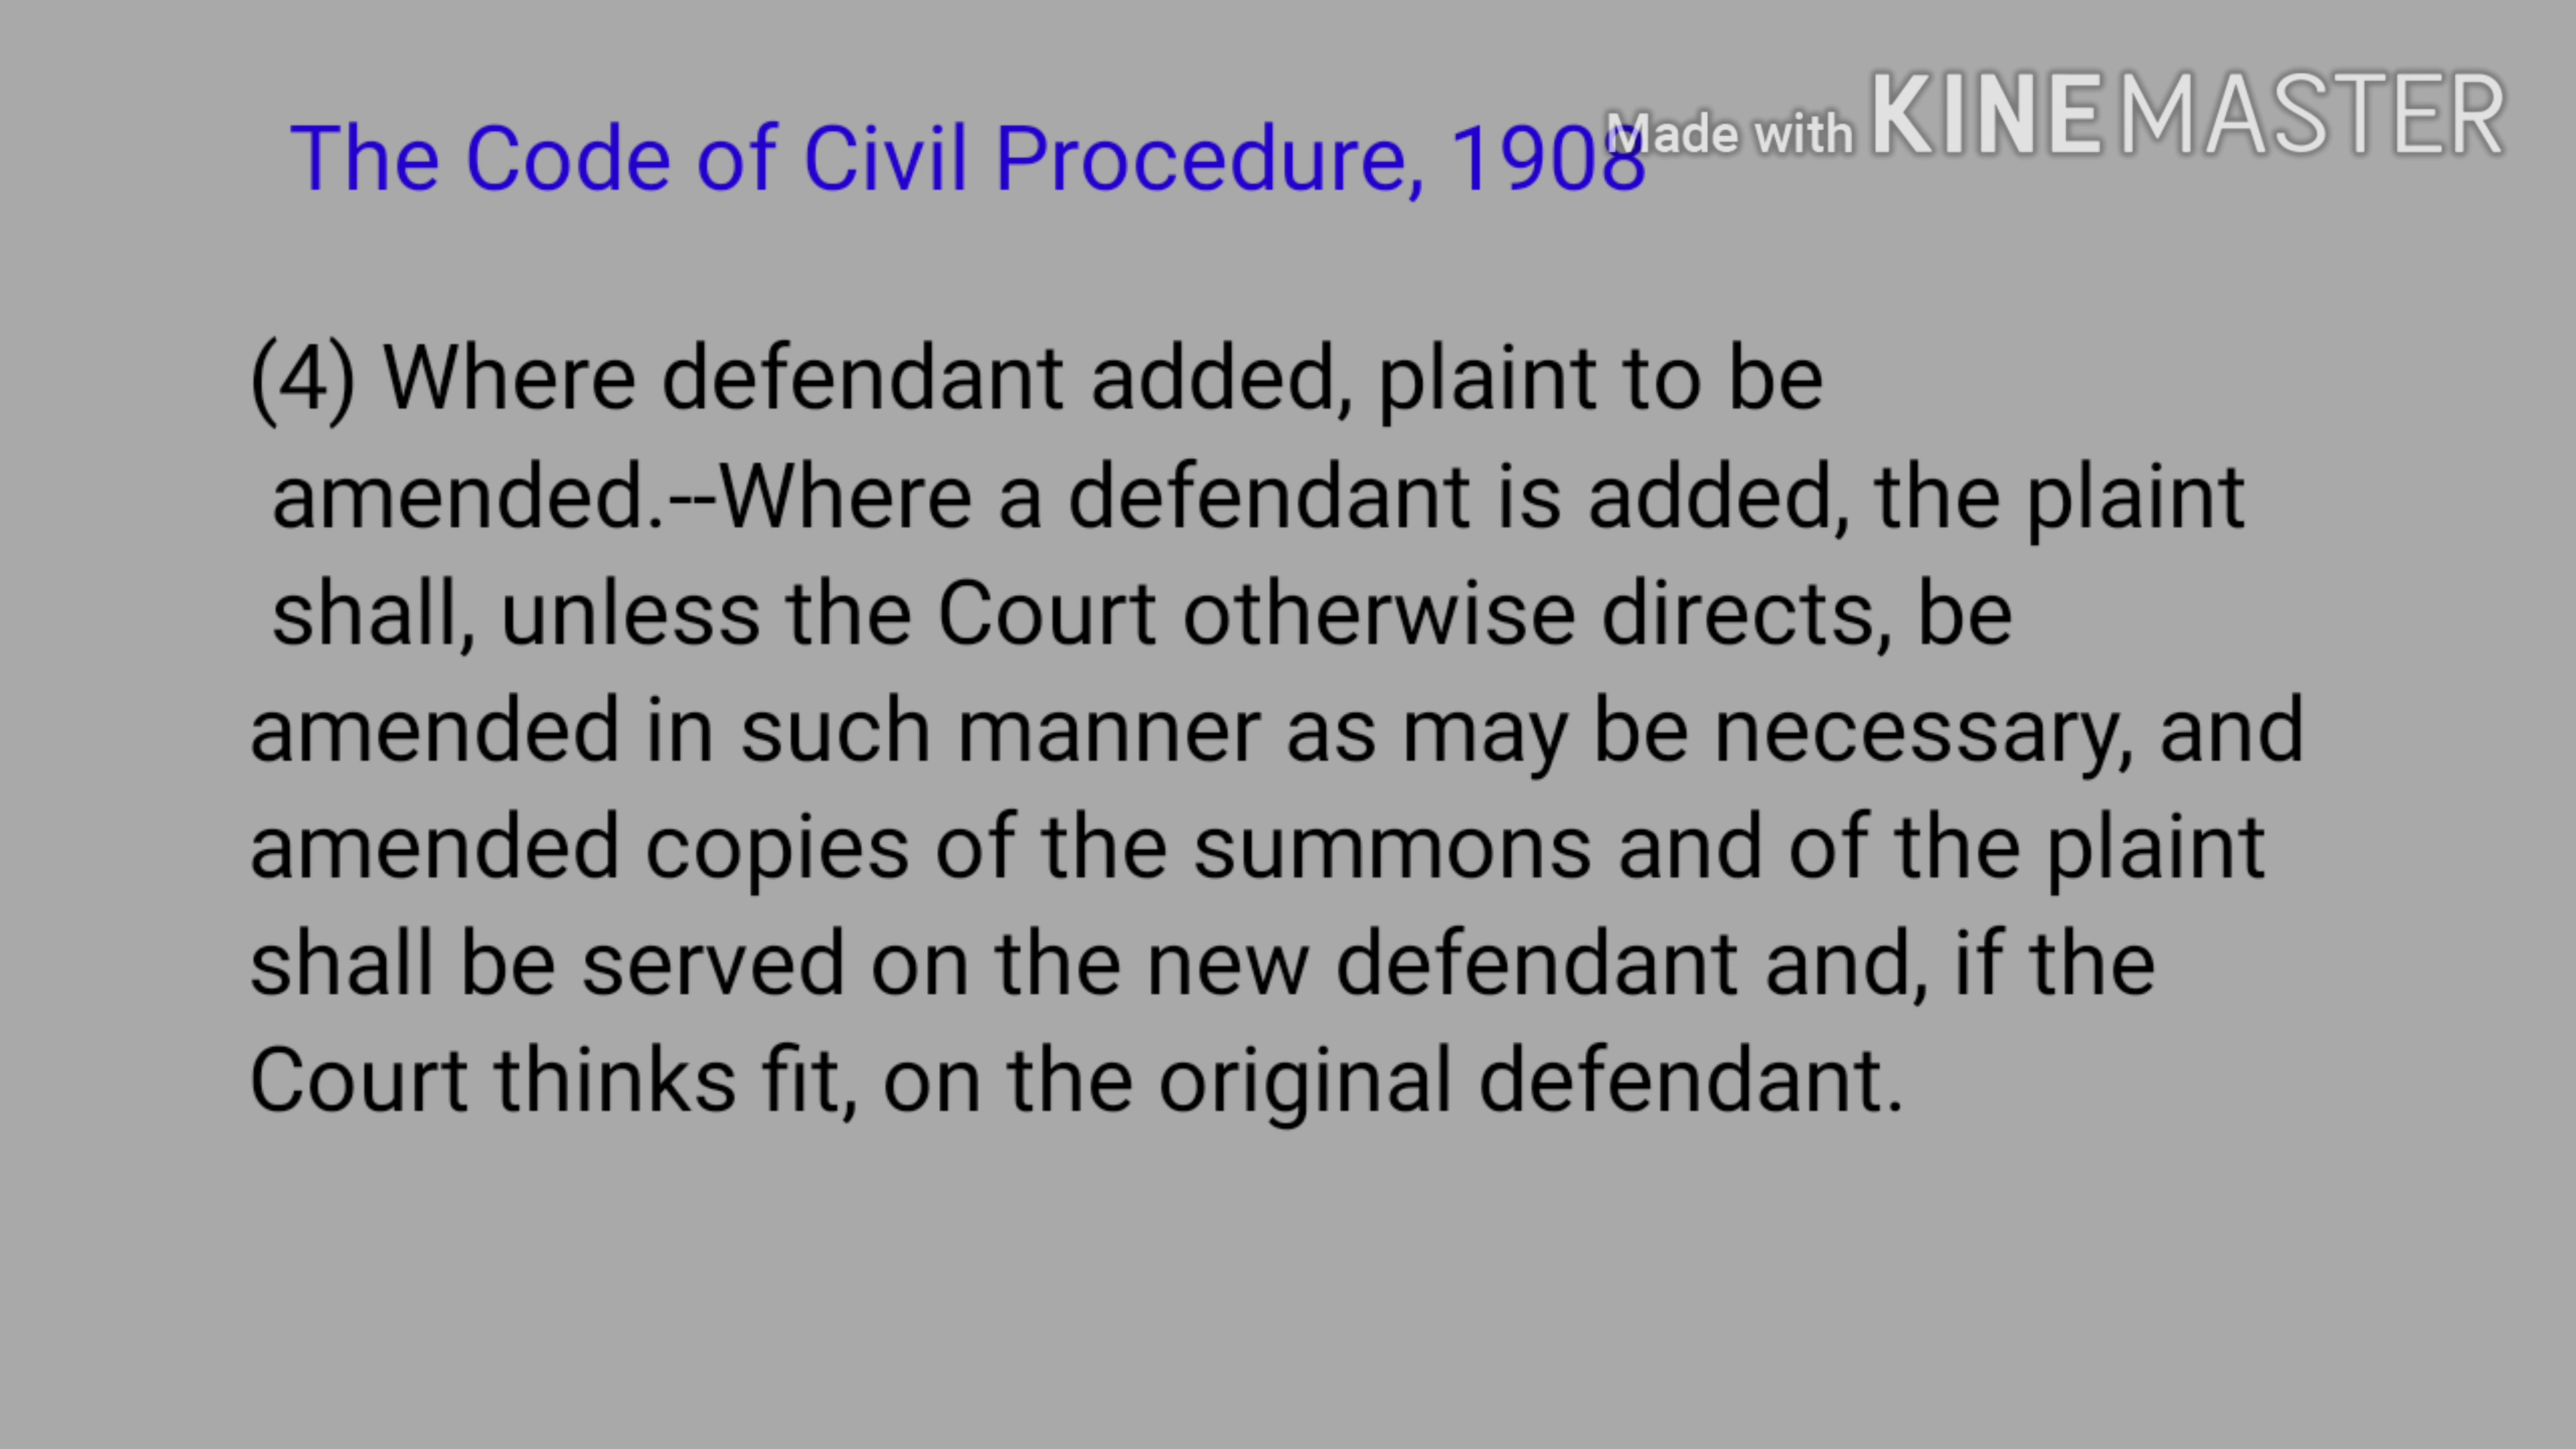 The Code of Civil Procedure, 1908
Made with KINEMASTER
(4) Where defendant added, plaint to be
amended.--Where a defendant is added, the plaint
shall, unless the Court otherwise directs, be
amended in such manner as may be necessary, and
amended copies of the summons and of the plaint
shall be served on the new defendant and, if the
Court thinks fit, on the original defendant.